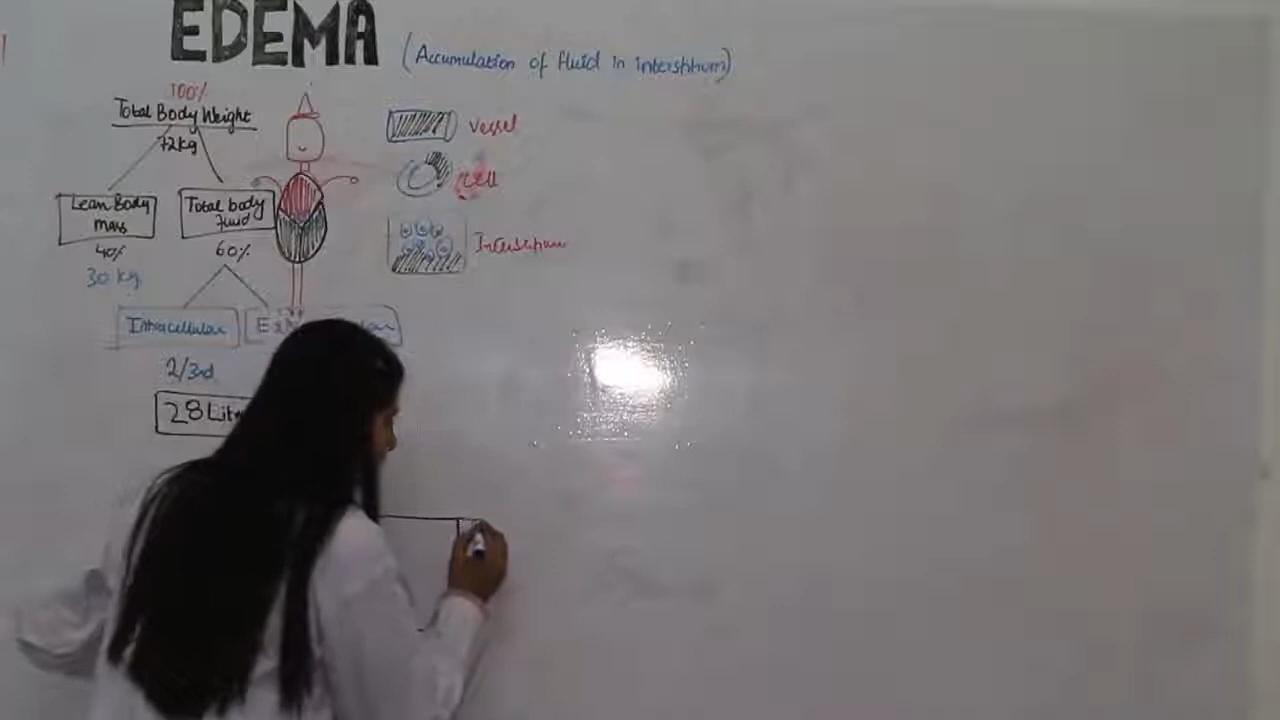 EDEMA
(Accumulation of fluid in interstitium)
100%
Total Body Weight
72kg
Vessel
Cell
Lean Body
Mass
Total body
fluid
40%
60%
30 kg
Interstitium
Intracellular
2/3rd
28